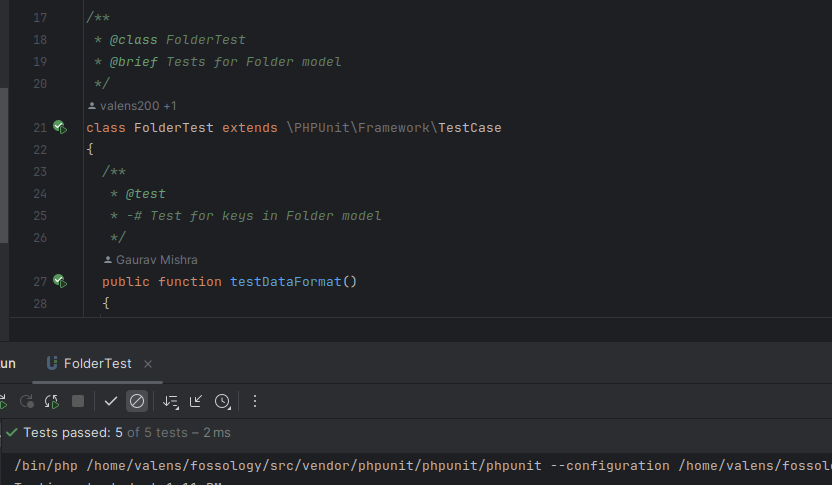 17 /**
18 * @class FolderTest
19 * @brief Tests for Folder model
20 */
valens200 +1
21 class FolderTest extends \PHPUnit\Framework\TestCase
22 {
23 /**
24 * @test
25 * -# Test for keys in Folder model
26 */
Gaurav Mishra
27 public function testDataFormat()
28 {
un FolderTest ×
Tests passed: 5 of 5 tests – 2 ms
/bin/php /home/valens/fossology/src/vendor/phpunit/phpunit/phpunit --configuration /home/valens/fossolo